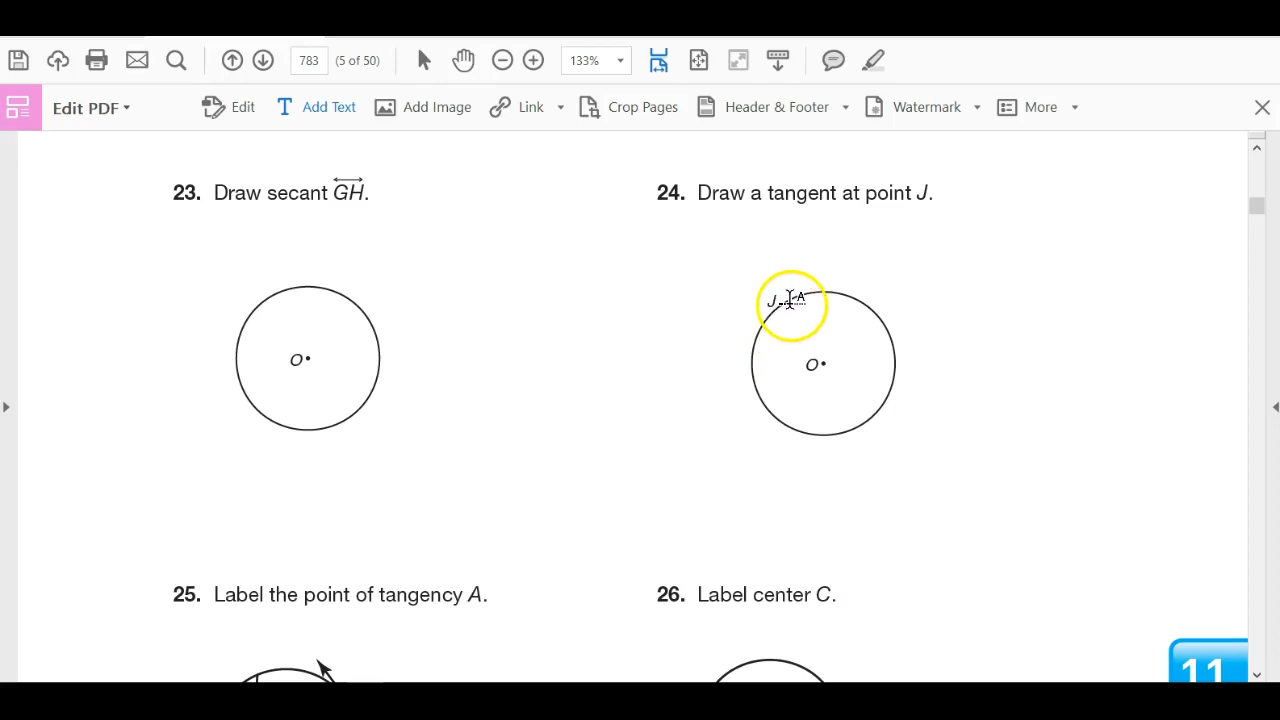 783 (5 of 50) 133%
Edit PDF Edit Add Text Add Image Link Crop Pages Header & Footer Watermark More
23. Draw secant GH.
24. Draw a tangent at point J.
J
A
O
O
25. Label the point of tangency A.
26. Label center C.
11